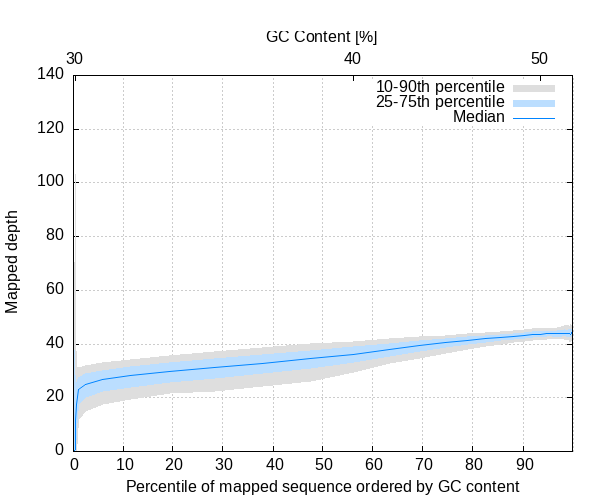 GC Content [%]
30 40 50
140
120
100
80
60
40
20
0
Mapped depth
10-90th percentile
25-75th percentile
Median
0 10 20 30 40 50 60 70 80 90
Percentile of mapped sequence ordered by GC content